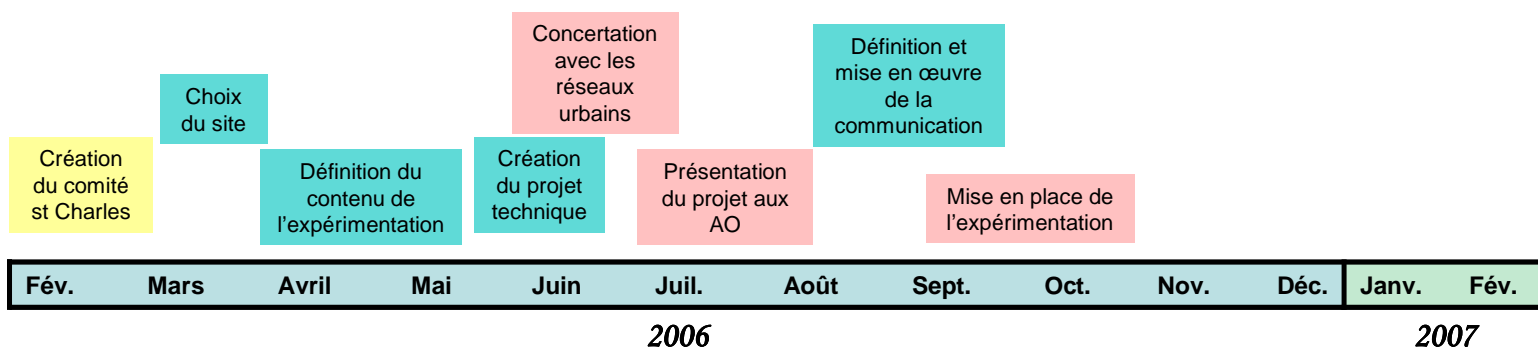 Création
du comité
st Charles
Choix
du site
Définition du
contenu de
l'expérimentation
Création
du projet
technique
Concertation
avec les
réseaux
urbains
Présentation
du projet aux
AO
Définition et
mise en œuvre
de la
communication
Mise en place de
l'expérimentation
Fév. Mars Avril Mai Juin Juil. Août Sept. Oct. Nov. Déc. Janv. Fév.
2006 2007